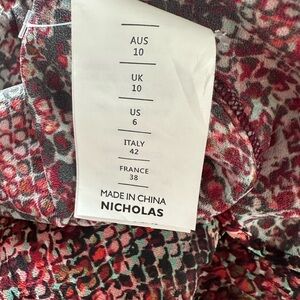 AUS
10
UK
10
US
6
ITALY
42
FRANCE
38
MADE IN CHINA
NICHOLAS